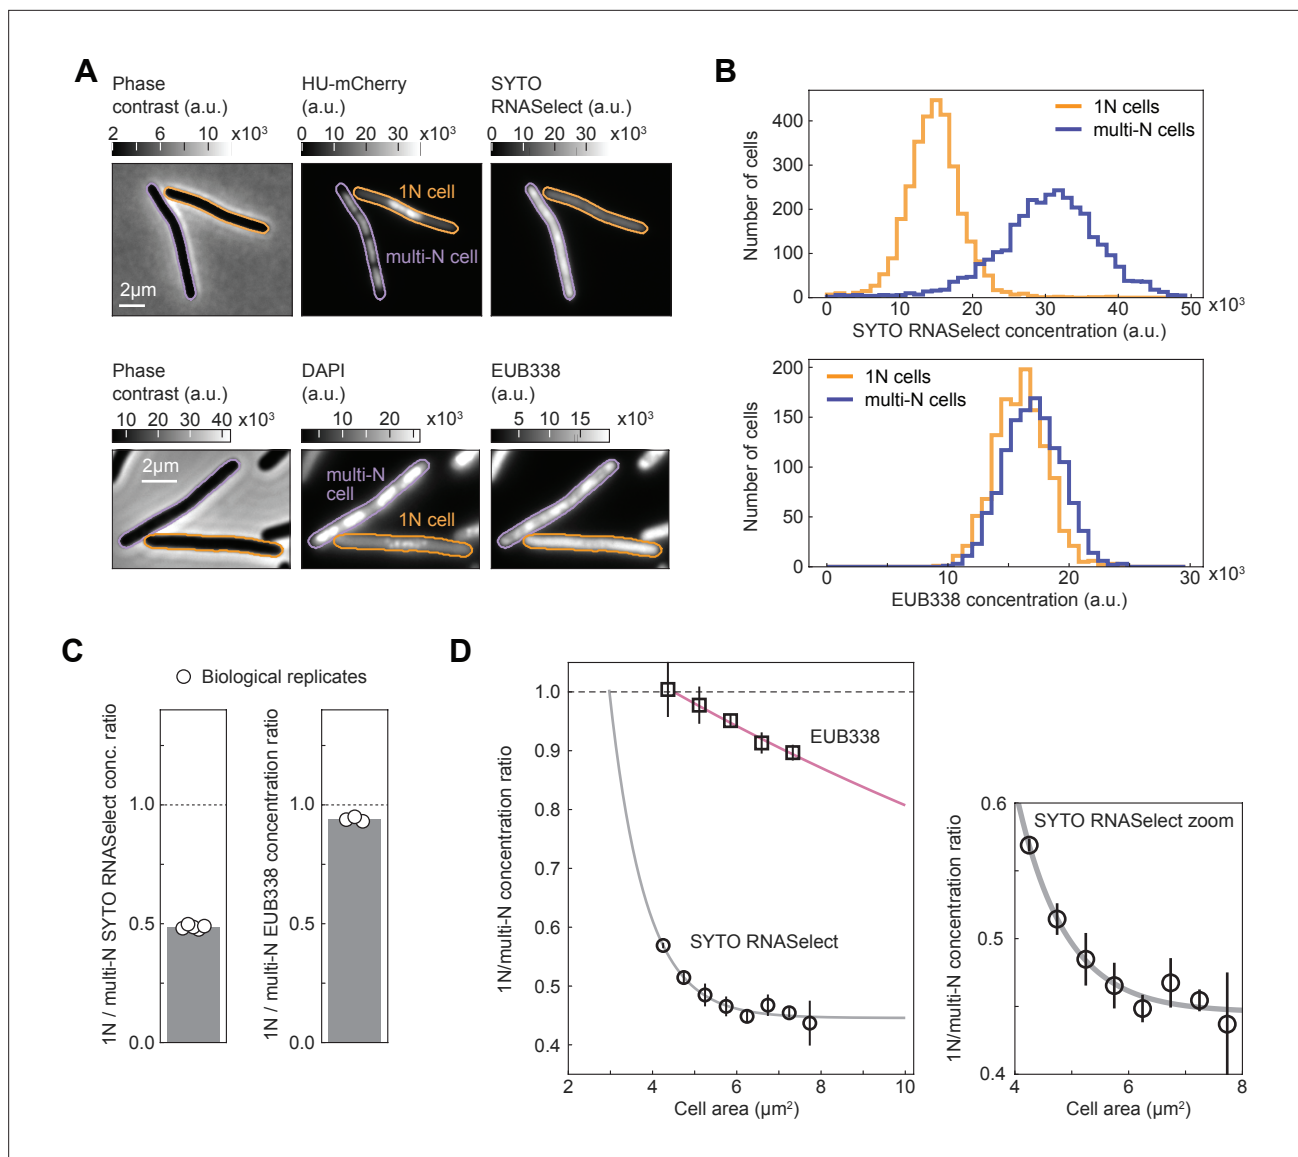 A
Phase
contrast (a.u.)
2 6 10 x10³
HU-mCherry
(a.u.)
0 10 20 30 x10³
SYTO
RNASelect (a.u.)
0 10 20 30 x10³
2µm
1N cell
multi-N cell
Phase
contrast (a.u.)
10 20 30 40 x10³
DAPI
(a.u.)
10 20 x10³
EUB338
(a.u.)
5 10 15 x10³
2µm
multi-N
cell
1N cell
B
Number of cells
400
300
200
100
0
1N cells
multi-N cells
0 10 20 30 40 50 x10³
SYTO RNASelect concentration (a.u.)
Number of cells
200
150
100
50
0
1N cells
multi-N cells
0 10 20 30 x10³
EUB338 concentration (a.u.)
C
Biological replicates
1N / multi-N SYTO RNASelect conc. ratio
1.0
0.5
0.0
1N / multi-N EUB338 concentration ratio
1.0
0.5
0.0
D
1N/multi-N concentration ratio
1.0
0.9
0.8
0.7
0.6
0.5
0.4
EUB338
SYTO RNASelect
2 4 6 8 10
Cell area (µm²)
1N/multi-N concentration ratio
0.6
0.5
0.4
SYTO RNASelect zoom
4 6 8
Cell area (µm²)